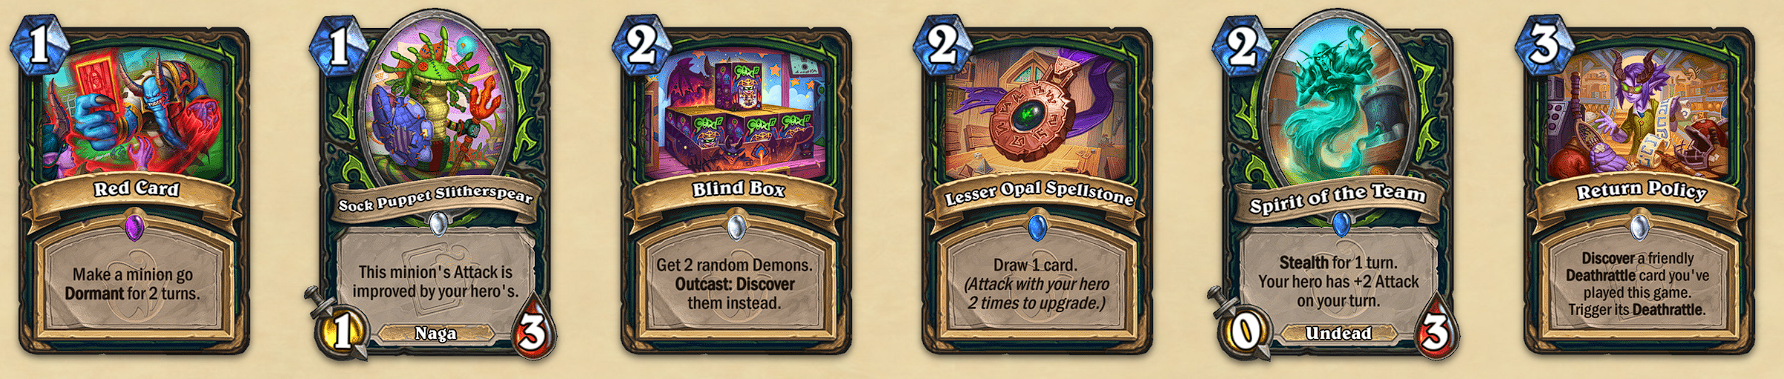 1
Red Card
Make a minion go
Dormant for 2 turns.
1
Sock Puppet Slitherspear
This minion's Attack is
improved by your hero's.
1
Naga
3
2
Blind Box
Get 2 random Demons.
Outcast: Discover
them instead.
2
Lesser Opal Spellstone
Draw 1 card.
(Attack with your hero
2 times to upgrade.)
2
Spirit of the Team
Stealth for 1 turn.
Your hero has +2 Attack
on your turn.
0
Undead
3
3
Return Policy
Discover a friendly
Deathrattle card you've
played this game.
Trigger its Deathrattle.